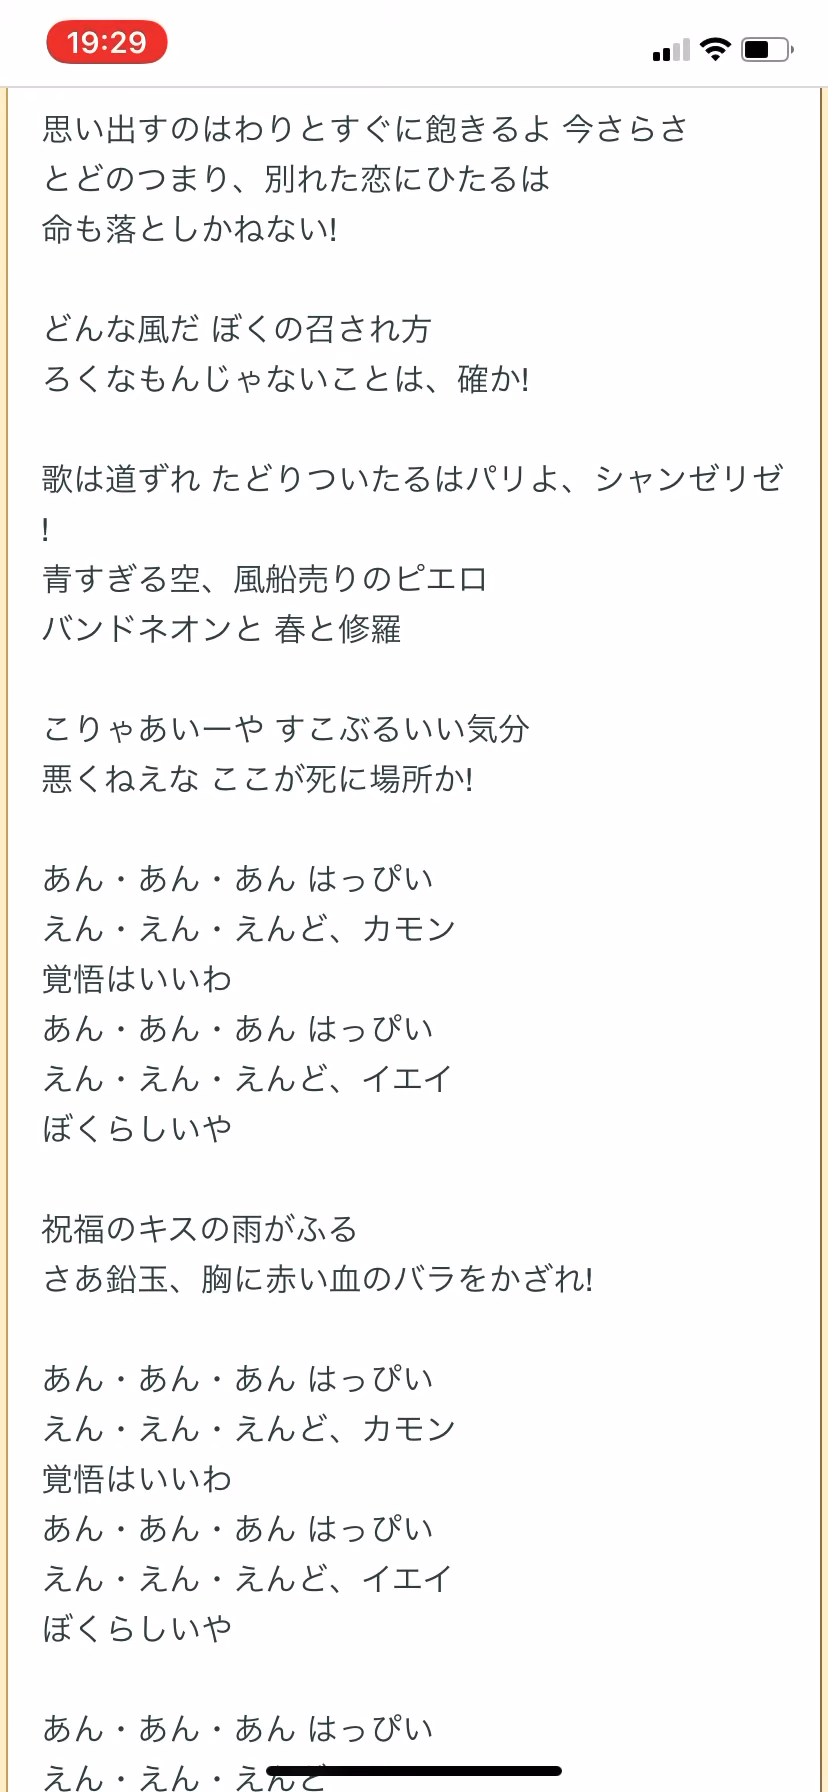 19:29
思い出すのはわりとすぐに飽きるよ 今さらさ
とどのつまり、別れた恋にひたるは
命も落としかねない!
どんな風だ ぼくの召され方
ろくなもんじゃないことは、確か!
歌は道ずれ たどりついたるはパリよ、シャンゼリゼ
!
青すぎる空、風船売りのピエロ
バンドネオンと 春と修羅
こりゃあいーや すこぶるいい気分
悪くねえな ここが死に場所か!
あん・あん・あん はっぴい
えん・えん・えんど、カモン
覚悟はいいわ
あん・あん・あん はっぴい
えん・えん・えんど、イエイ
ぼくらしいや
祝福のキスの雨がふる
さあ鉛玉、胸に赤い血のバラをかざれ!
あん・あん・あん はっぴい
えん・えん・えんど、カモン
覚悟はいいわ
あん・あん・あん はっぴい
えん・えん・えんど、イエイ
ぼくらしいや
あん・あん・あん はっぴい
えん・えん・えんど